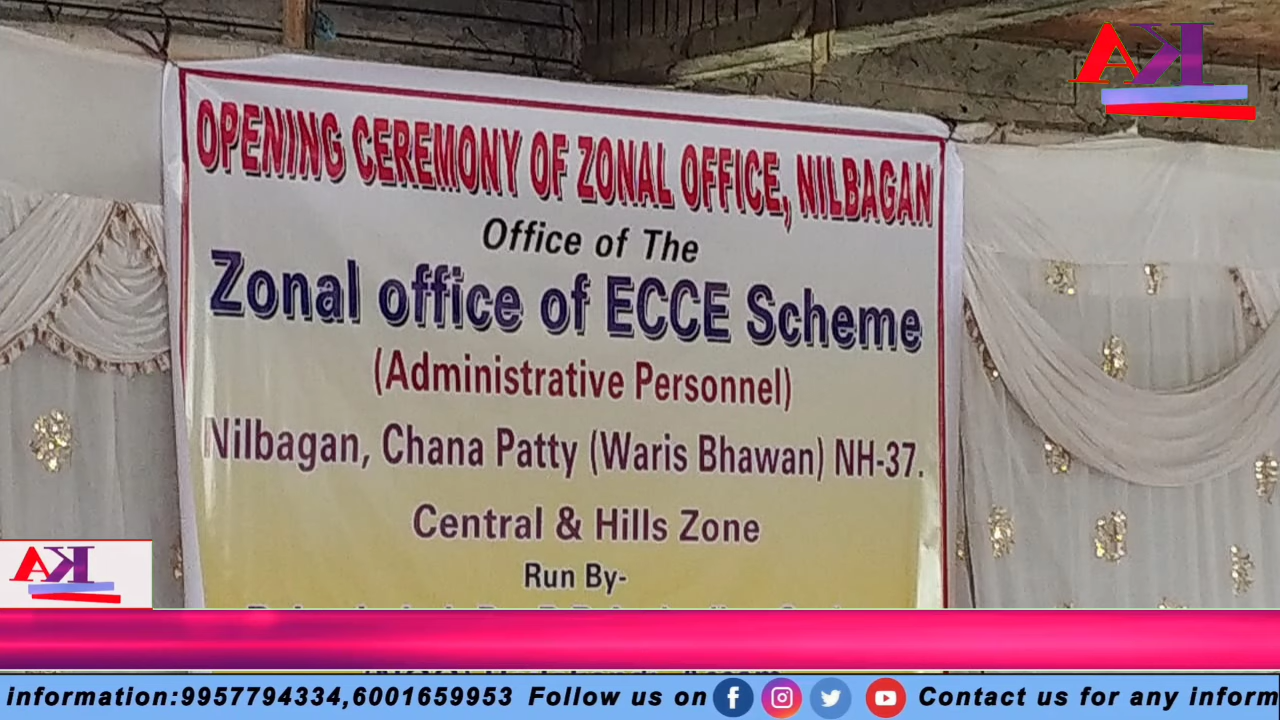 AK
OPENING CEREMONY OF ZONAL OFFICE, NILBAGAN
Office of The
Zonal office of ECCE Scheme
(Administrative Personnel)
Nilbagan, Chana Patty (Waris Bhawan) NH-37.
Central & Hills Zone
Run By-
AK
information:9957794334,6001659953 Follow us on Contact us for any inform